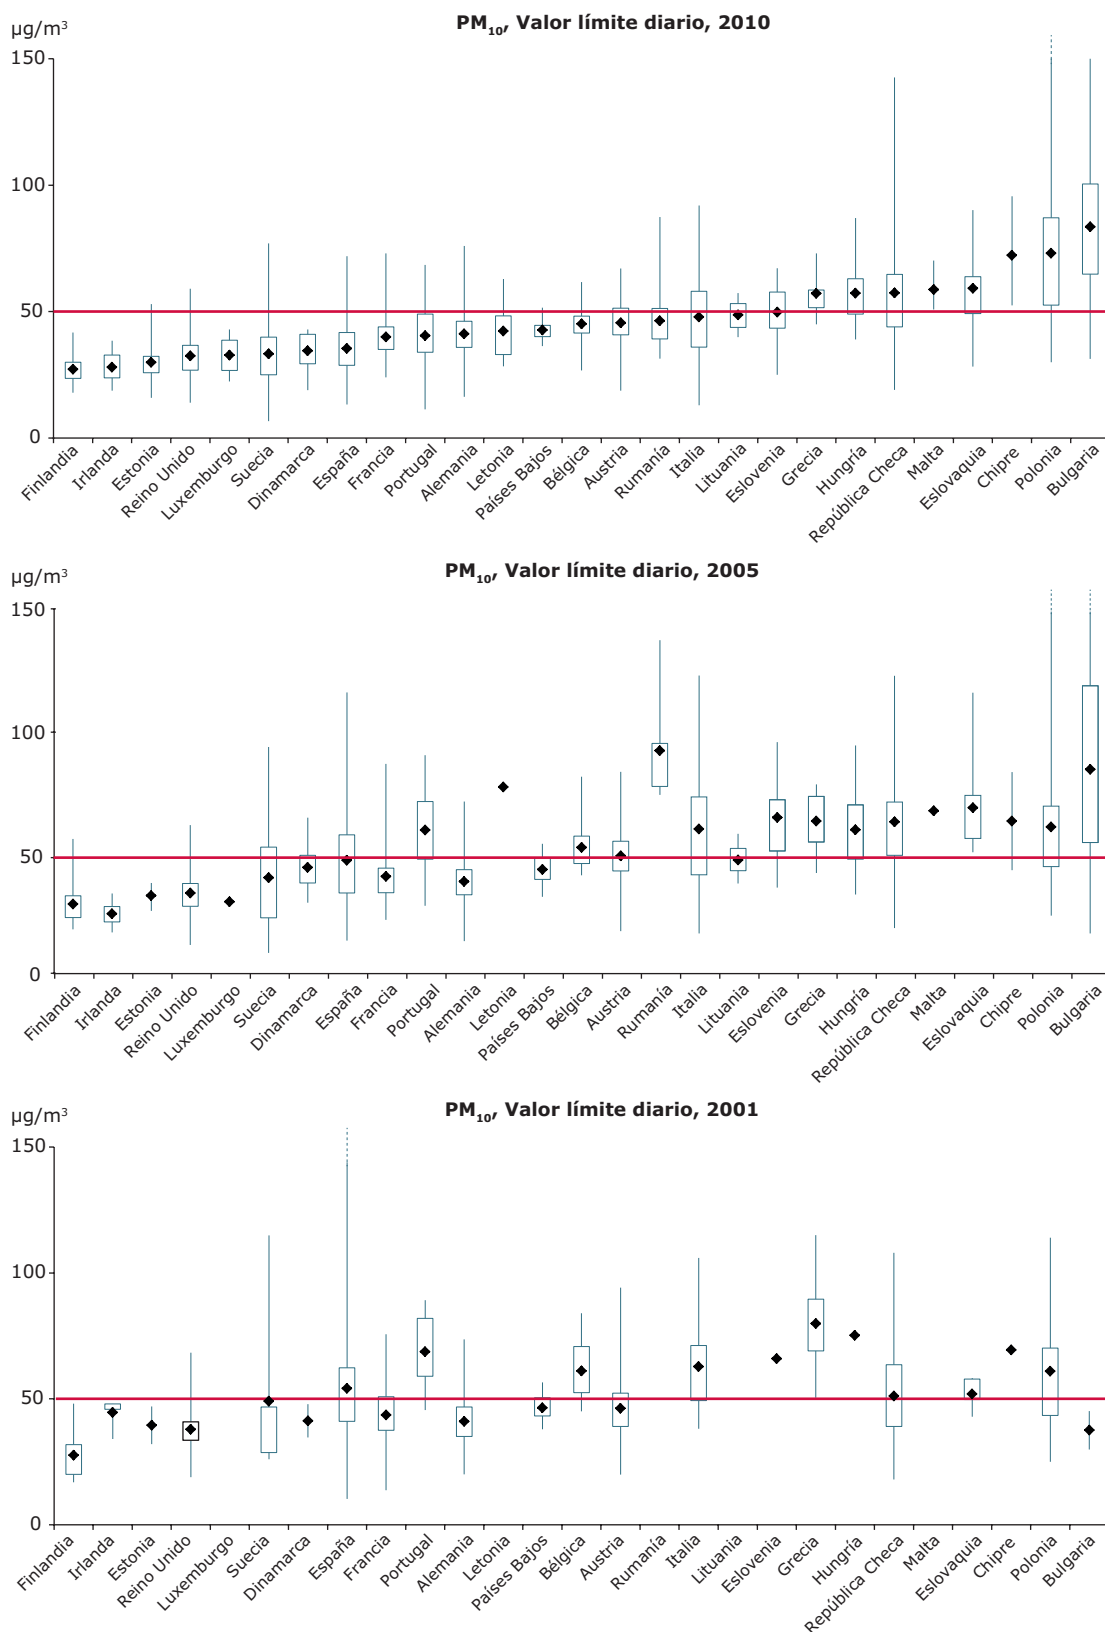 µg/m³
PM₁₀, Valor límite diario, 2010
150
100
50
0
Finlandia
Irlanda
Estonia
Reino Unido
Luxemburgo
Suecia
Dinamarca
España
Francia
Portugal
Alemania
Letonia
Países Bajos
Bélgica
Austria
Rumanía
Italia
Lituania
Eslovenia
Grecia
Hungría
República Checa
Malta
Eslovaquia
Chipre
Polonia
Bulgaria
µg/m³
PM₁₀, Valor límite diario, 2005
150
100
50
0
Finlandia
Irlanda
Estonia
Reino Unido
Luxemburgo
Suecia
Dinamarca
España
Francia
Portugal
Alemania
Letonia
Países Bajos
Bélgica
Austria
Rumanía
Italia
Lituania
Eslovenia
Grecia
Hungría
República Checa
Malta
Eslovaquia
Chipre
Polonia
Bulgaria
µg/m³
PM₁₀, Valor límite diario, 2001
150
100
50
0
Finlandia
Irlanda
Estonia
Reino Unido
Luxemburgo
Suecia
Dinamarca
España
Francia
Portugal
Alemania
Letonia
Países Bajos
Bélgica
Austria
Rumanía
Italia
Lituania
Eslovenia
Grecia
Hungría
República Checa
Malta
Eslovaquia
Chipre
Polonia
Bulgaria